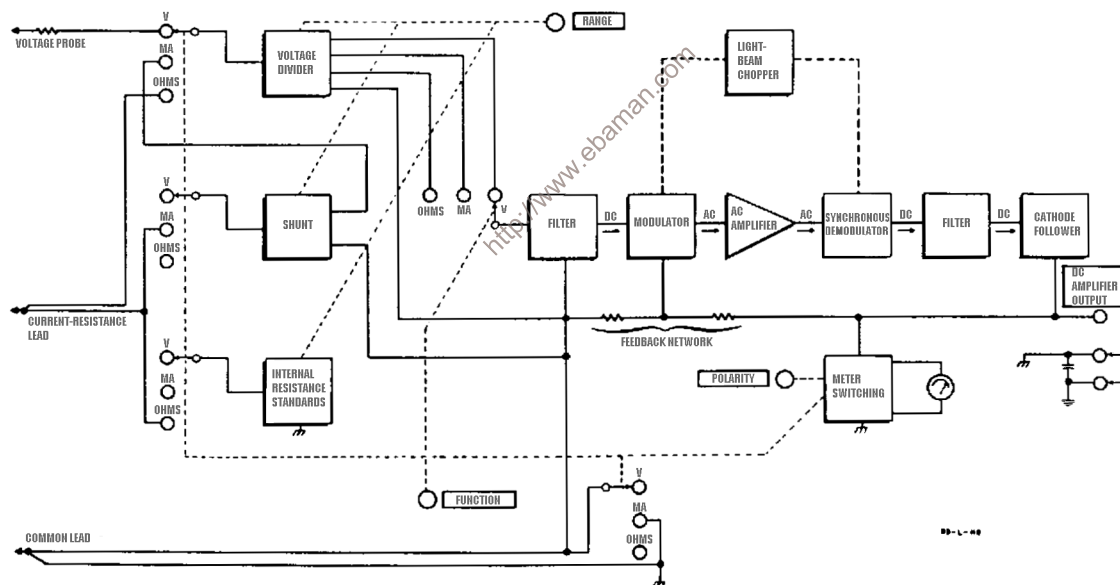 V
VOLTAGE PROBE
MA
OHMS
VOLTAGE
DIVIDER
RANGE
LIGHT-
BEAM
CHOPPER
http://www.ebaman.com
V
MA
OHMS
SHUNT
OHMS
MA
V
FILTER
DC
MODULATOR
AC
AC
AMPLIFIER
AC
SYNCHRONOUS
DEMODULATOR
DC
FILTER
DC
CATHODE
FOLLOWER
DC
AMPLIFIER
OUTPUT
CURRENT-RESISTANCE
LEAD
FEEDBACK NETWORK
V
MA
OHMS
INTERNAL
RESISTANCE
STANDARDS
POLARITY
METER
SWITCHING
FUNCTION
V
MA
OHMS
COMMON LEAD